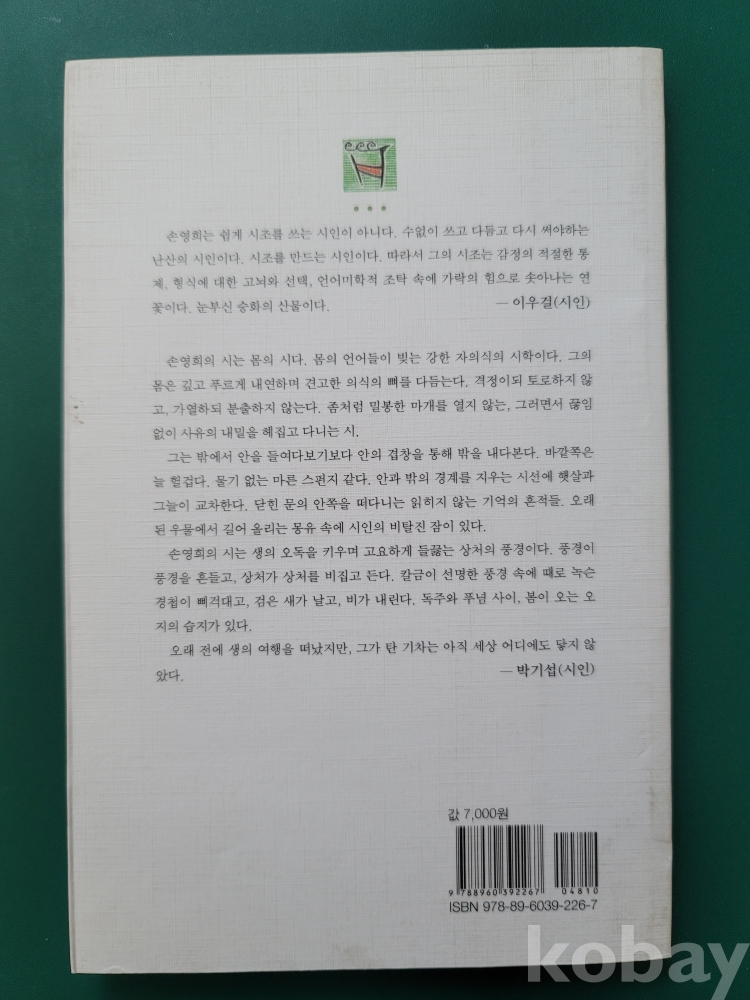 손영희는 쉽게 시조를 쓰는 시인이 아니다. 수없이 쓰고 다듬고 다시 써야하는
난산의 시인이다. 시조를 만드는 시인이다. 따라서 그의 시조는 감정의 적절한 통
제, 형식에 대한 고뇌와 선택, 언어미학적 조탁 속에 가락의 힘으로 솟아나는 연
꽃이다. 눈부신 승화의 산물이다. ― 이우걸(시인)
손영희의 시는 몸의 시다. 몸의 언어들이 빚는 강한 자의식의 시학이다. 그의
몸은 깊고 푸르게 내연하며 견고한 의식의 뼈를 다듬는다. 격정이되 토로하지 않
고, 가열하되 분출하지 않는다. 좀처럼 밀봉한 마개를 열지 않는, 그러면서 끊임
없이 사유의 내밀을 헤집고 다니는 시.
그는 밖에서 안을 들여다보기보다 안의 겹창을 통해 밖을 내다본다. 바깥쪽은
늘 헐겁다. 물기 없는 마른 스펀지 같다. 안과 밖의 경계를 지우는 시선에 햇살과
그늘이 교차한다. 닫힌 문의 안쪽을 떠다니는 읽히지 않는 기억의 흔적들. 오래
된 우물에서 길어 올리는 몽유 속에 시인의 비탈진 잠이 있다.
손영희의 시는 생의 오독을 키우며 고요하게 들끓는 상처의 풍경이다. 풍경이
풍경을 흔들고, 상처가 상처를 비집고 든다. 칼금이 선명한 풍경 속에 때로 녹슨
경첩이 삐걱대고, 검은 새가 날고, 비가 내린다. 독주와 푸념 사이, 봄이 오는 오
지의 습지가 있다.
오래 전에 생의 여행을 떠났지만, 그가 탄 기차는 아직 세상 어디에도 닿지 않
았다. ― 박기섭(시인)
값 7,000원
9 788960 392267 04810
ISBN 978-89-6039-226-7
kobay